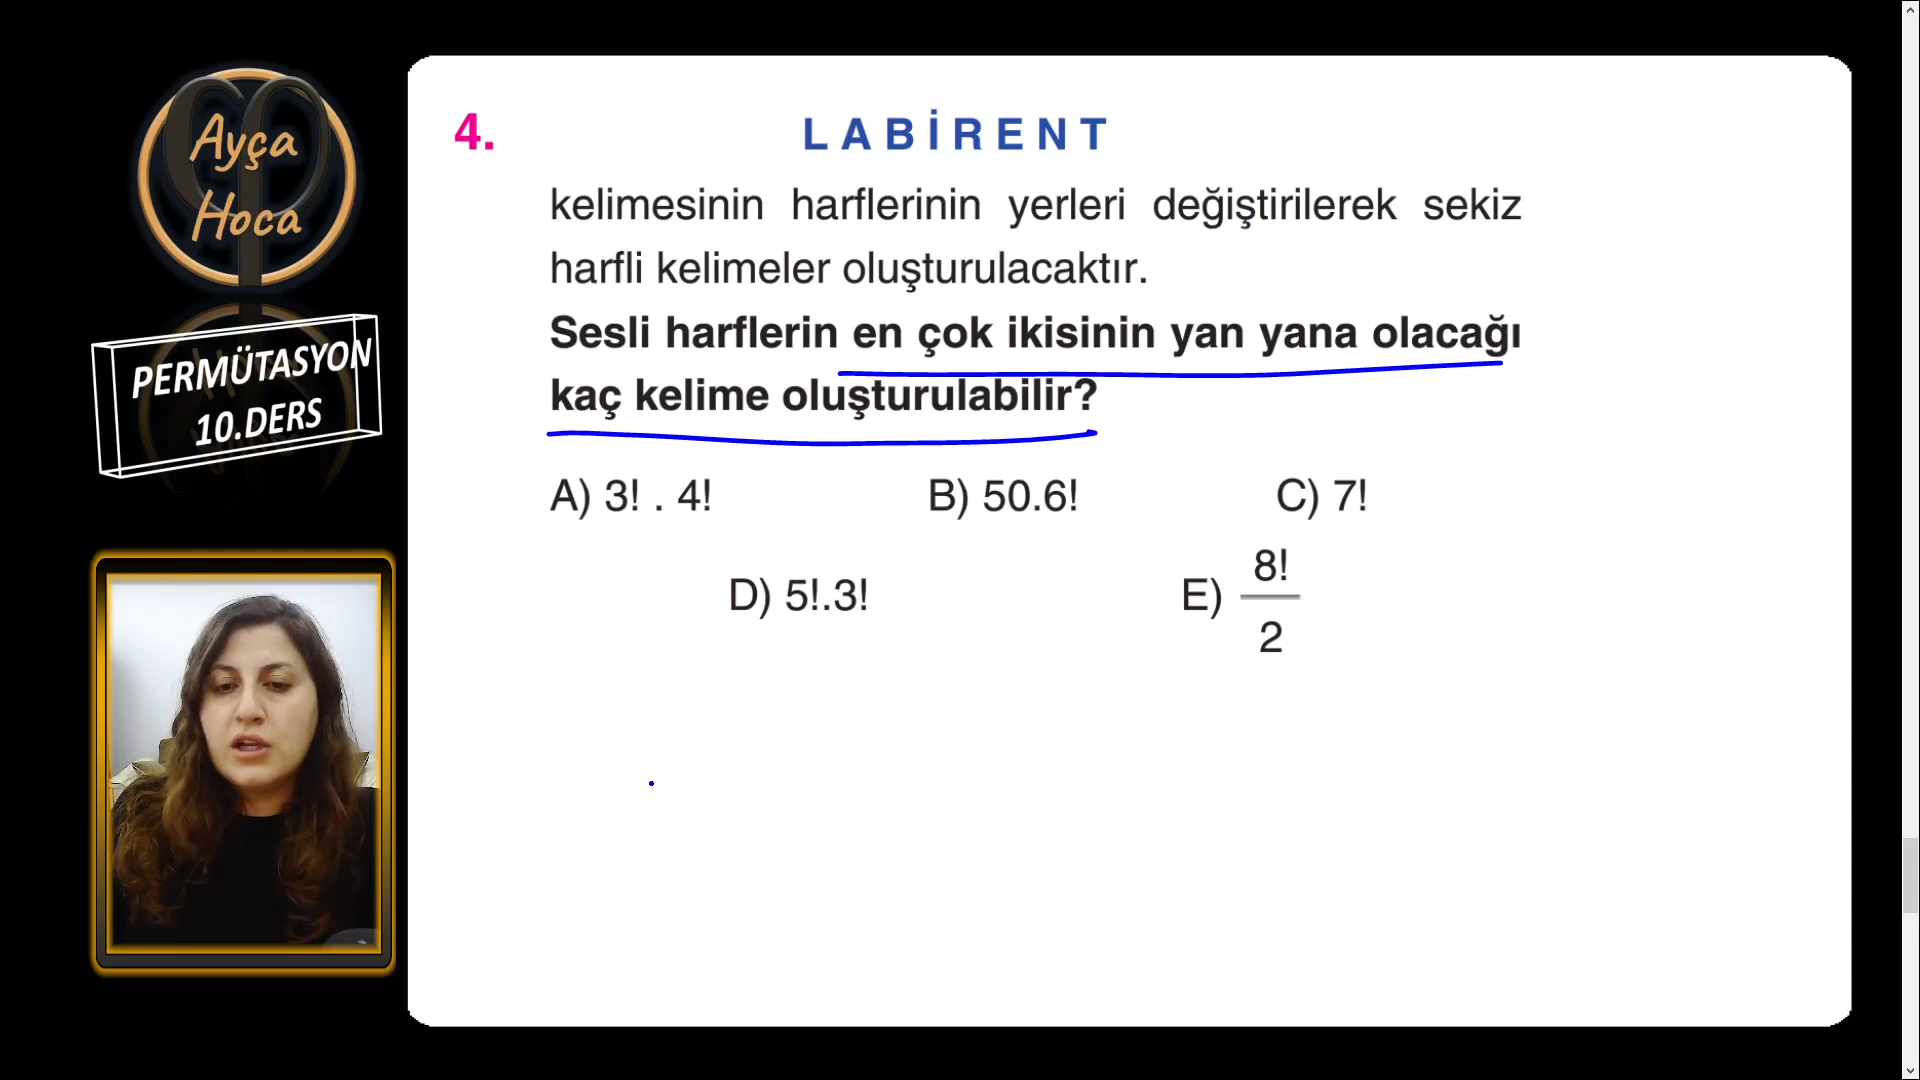 Ayça
Hoca
PERMÜTASYON
10.DERS
4.
LABİRENT
kelimesinin harflerinin yerleri değiştirilerek sekiz
harfli kelimeler oluşturulacaktır.
Sesli harflerin en çok ikisinin yan yana olacağı
kaç kelime oluşturulabilir?
A) 3! . 4! B) 50.6! C) 7!
D) 5!.3! E) 8!/2